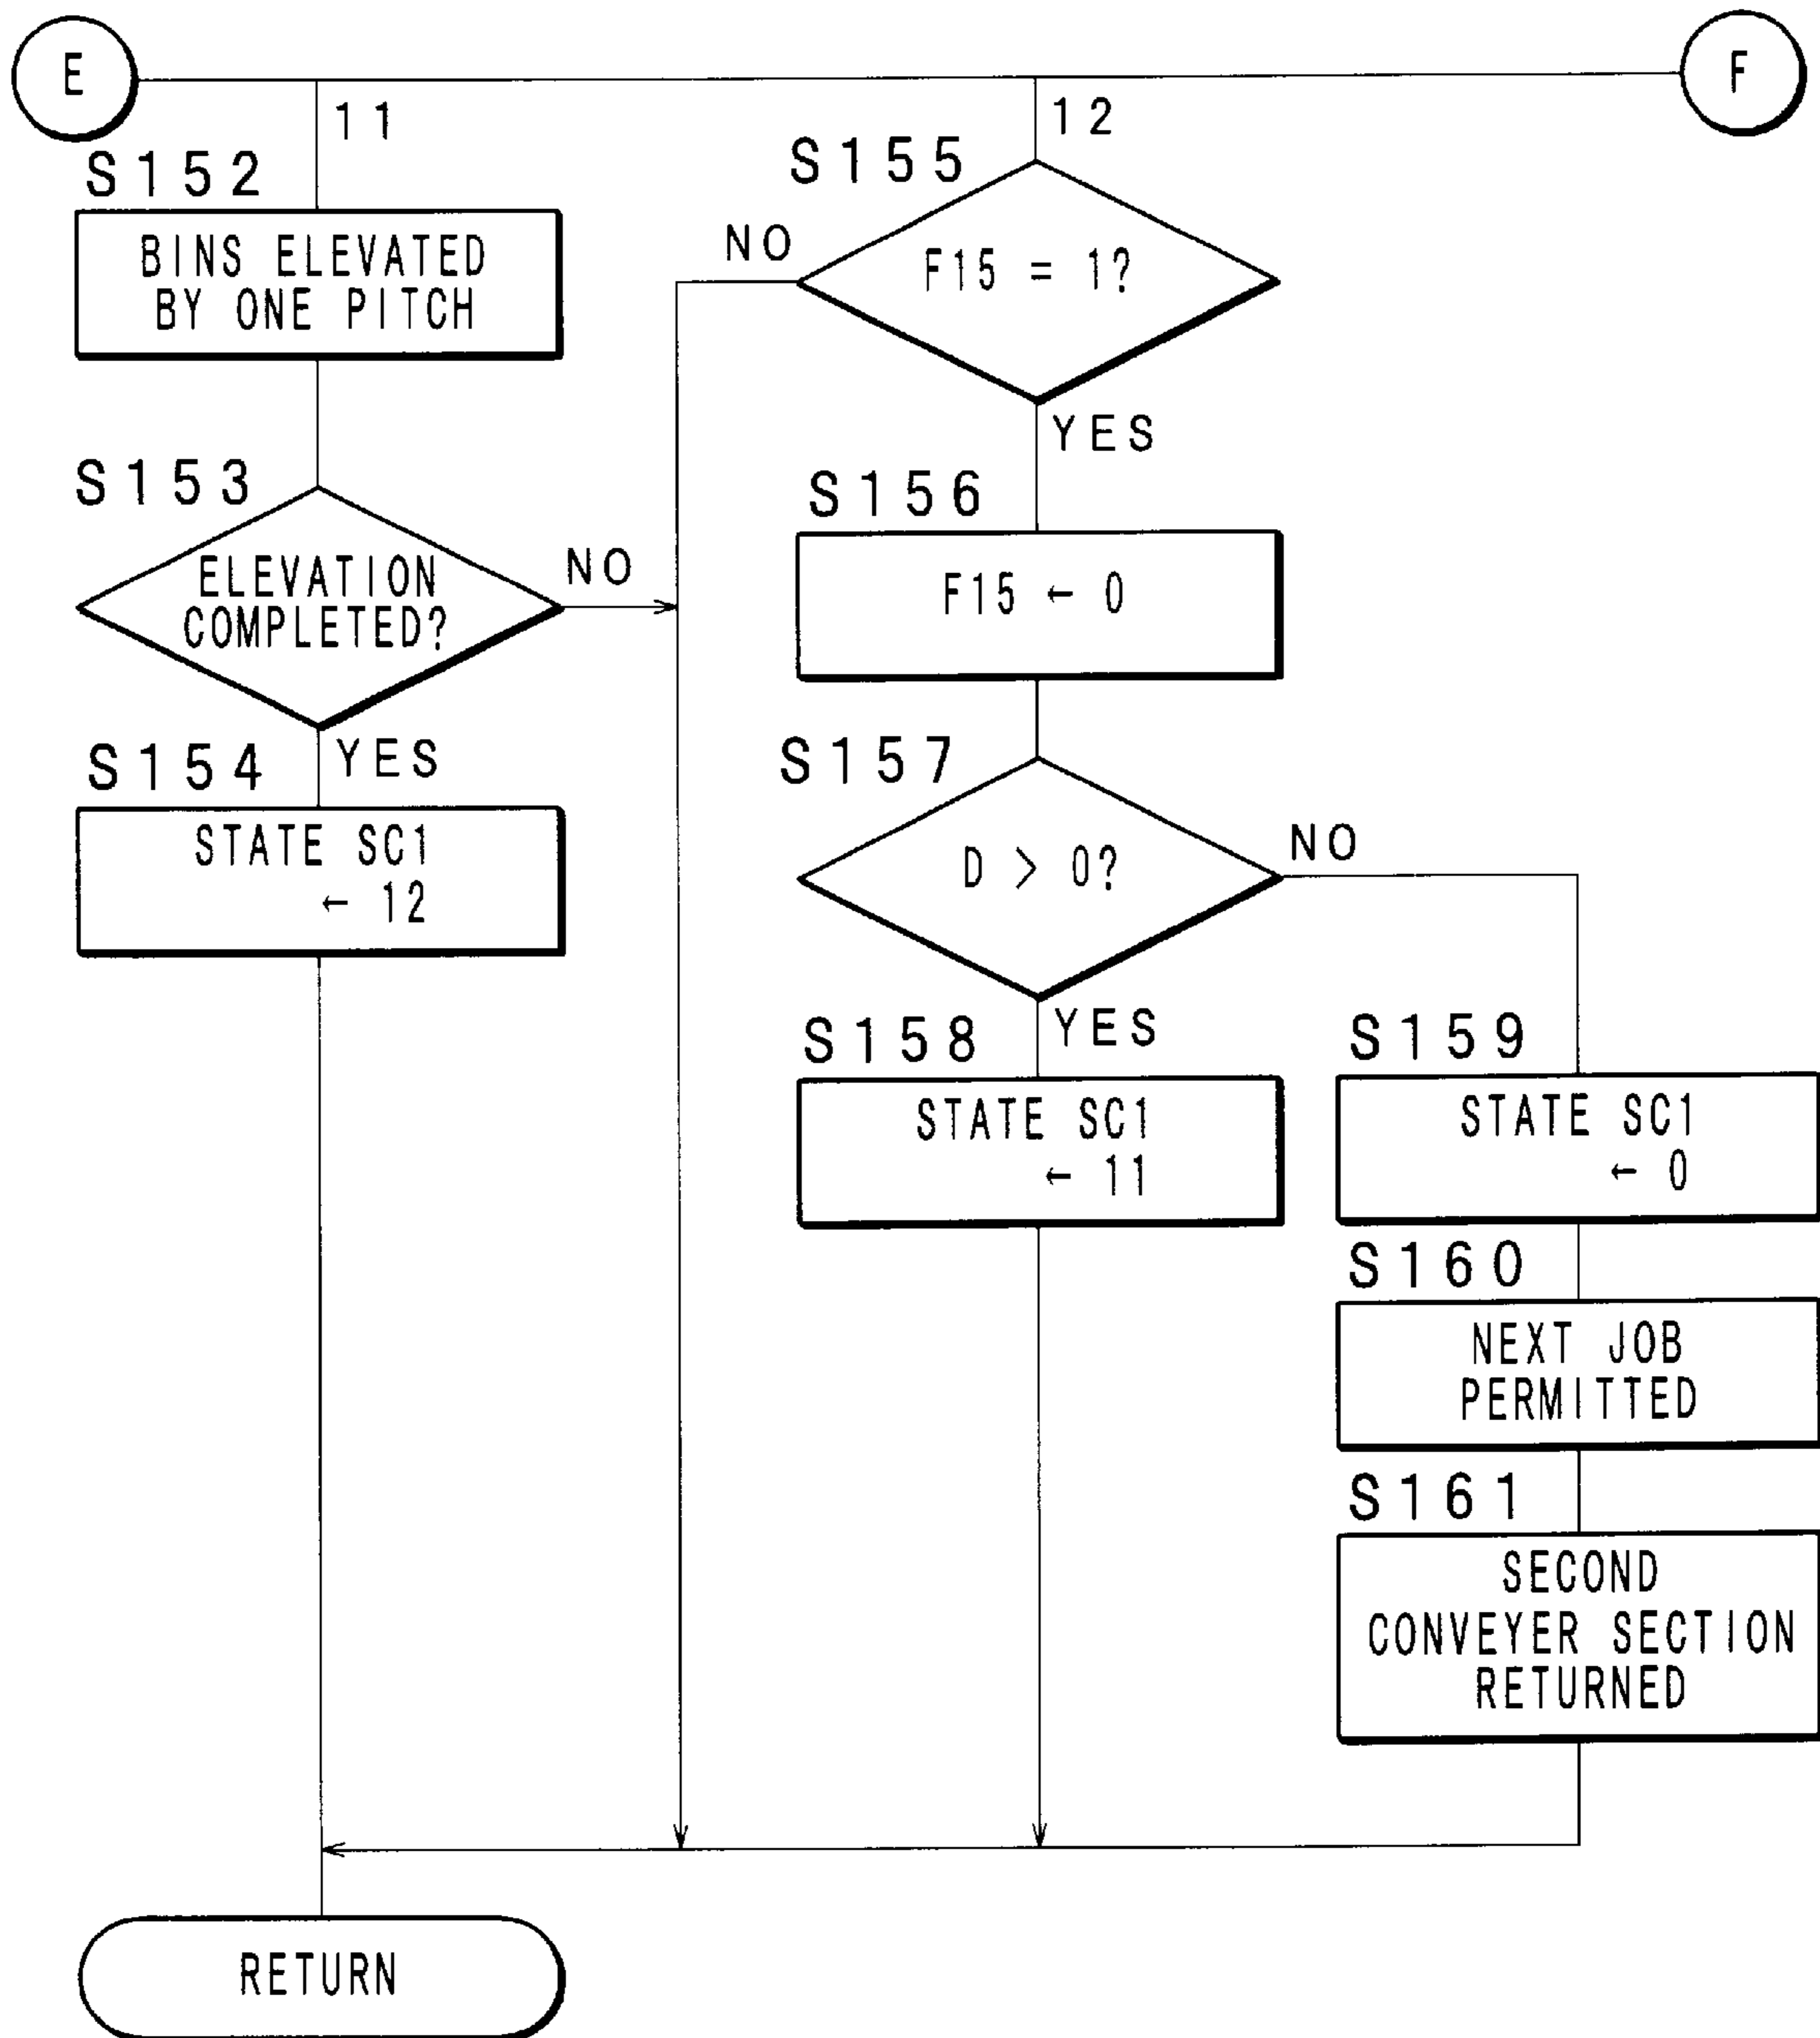 E
F
11
S152
BINS ELEVATED
BY ONE PITCH
S153
ELEVATION
COMPLETED?
NO
YES
S154
STATE SC1
← 12
12
S155
NO
F15 = 1?
YES
S156
F15 ← 0
S157
D > 0?
NO
YES
S158
STATE SC1
← 11
S159
STATE SC1
← 0
S160
NEXT JOB
PERMITTED
S161
SECOND
CONVEYER SECTION
RETURNED
RETURN